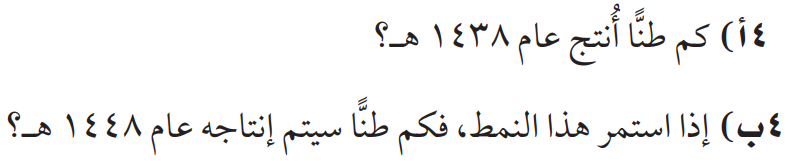 ٤أ) كم طنًّا أُنتج عام ١٤٣٨ هـ؟
٤ب) إذا استمر هذا النمط، فكم طنًّا سيتم إنتاجه عام ١٤٤٨ هـ؟